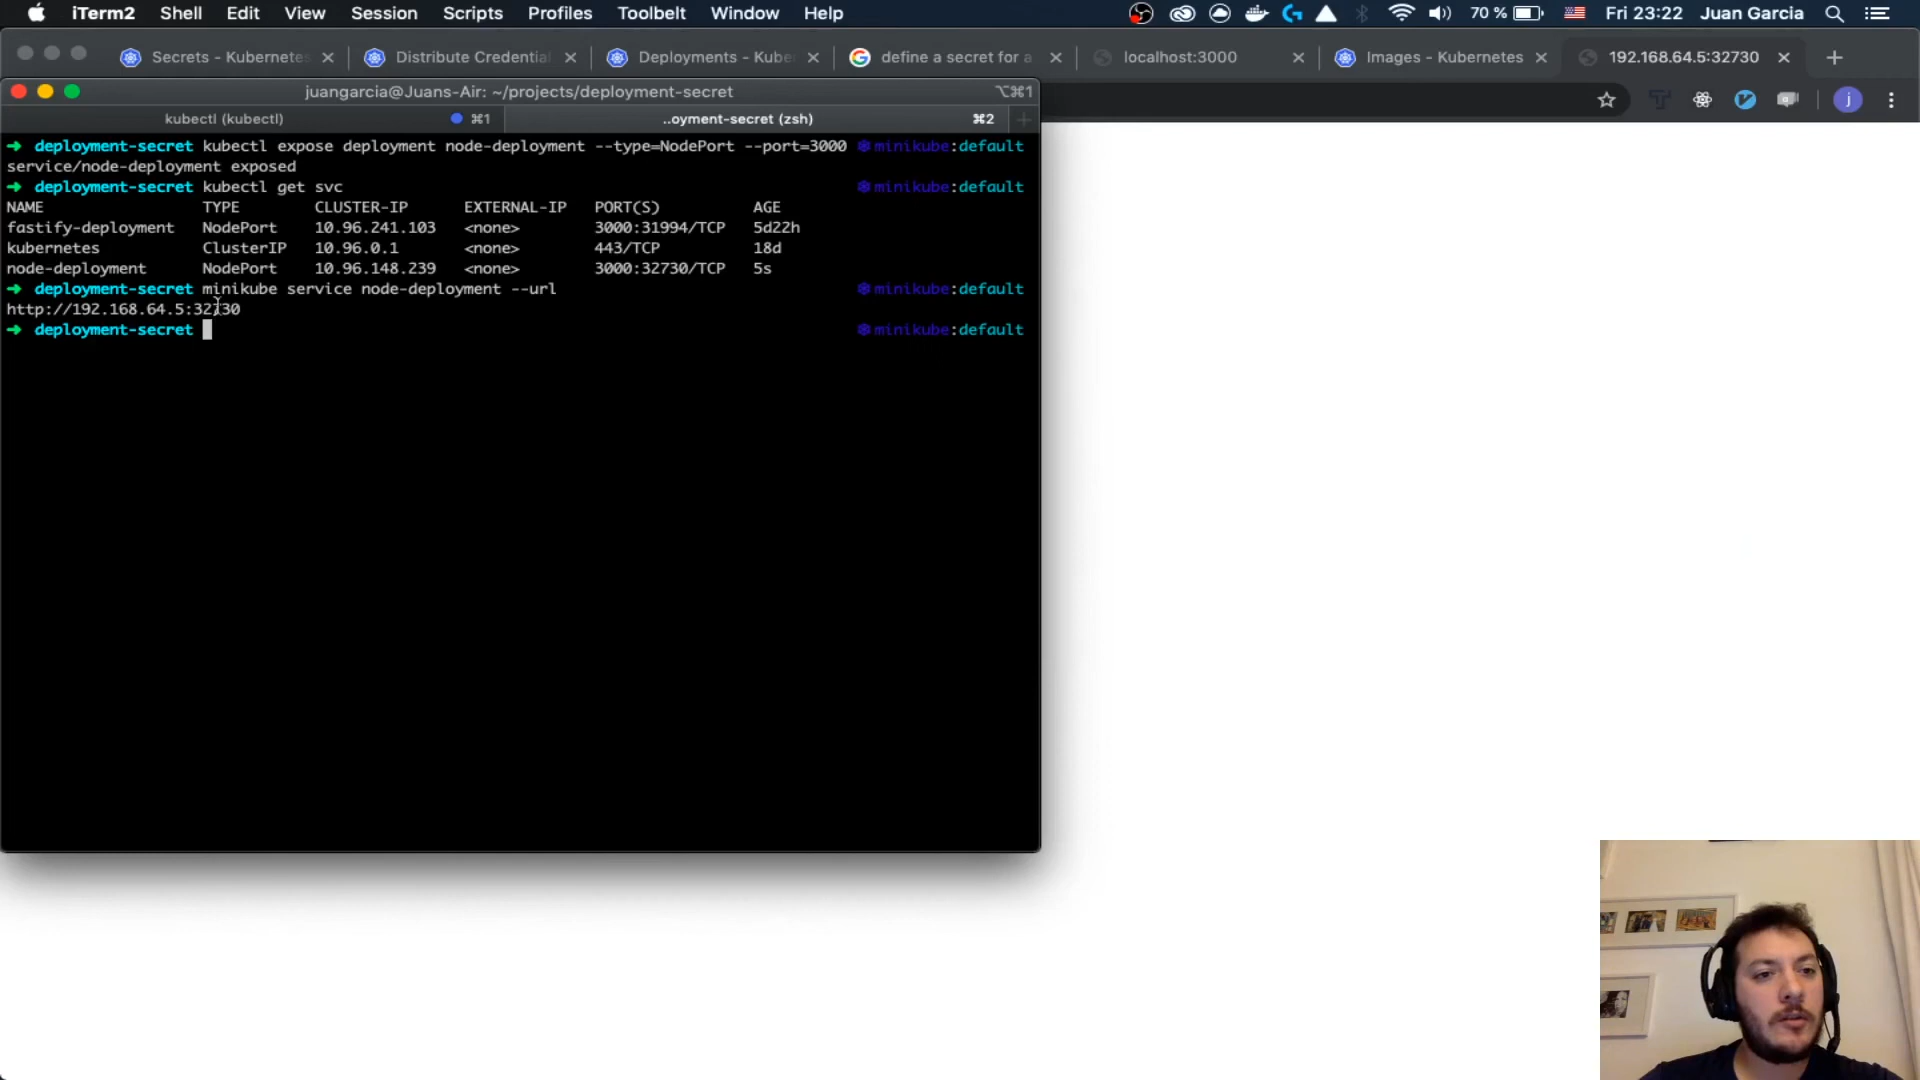 iTerm2 Shell Edit View Session Scripts Profiles Toolbelt Window Help 70 % Fri 23:22 Juan Garcia
Secrets - Kubernetes Distribute Credential Deployments - Kube define a secret for a localhost:3000 Images - Kubernetes 192.168.64.5:32730
juangarcia@Juans-Air: ~/projects/deployment-secret ⌥⌘1
kubectl (kubectl) ⌘1 ..oyment-secret (zsh) ⌘2
j
➜ deployment-secret kubectl expose deployment node-deployment --type=NodePort --port=3000 minikube:default
service/node-deployment exposed
➜ deployment-secret kubectl get svc minikube:default
NAME TYPE CLUSTER-IP EXTERNAL-IP PORT(S) AGE
fastify-deployment NodePort 10.96.241.103 <none> 3000:31994/TCP 5d22h
kubernetes ClusterIP 10.96.0.1 <none> 443/TCP 18d
node-deployment NodePort 10.96.148.239 <none> 3000:32730/TCP 5s
➜ deployment-secret minikube service node-deployment --url minikube:default
http://192.168.64.5:32730
➜ deployment-secret minikube:default